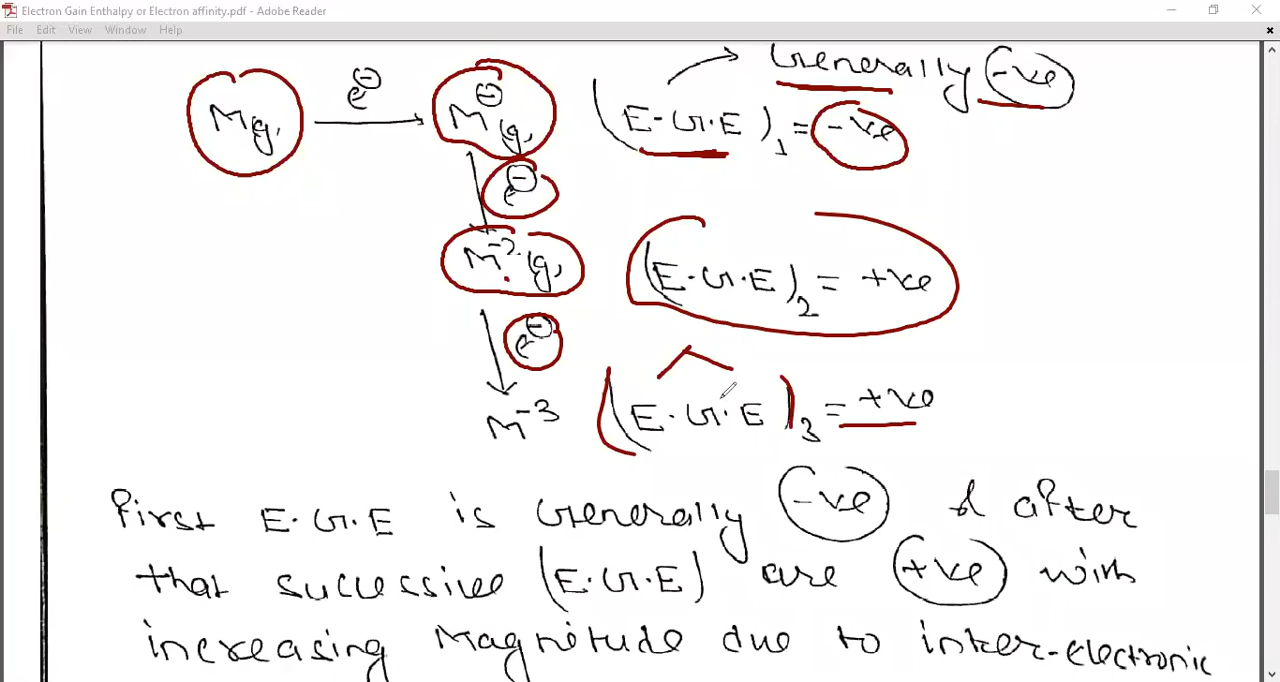 Electron Gain Enthalpy or Electron affinity.pdf - Adobe Reader
File Edit View Window Help
Generally -ve
M(g) e⊖ M⊖(g) (E.G.E)₁ = -ve
e⊖
M⁻²(g) (E.G.E)₂ = +ve
e⊖
M⁻³ (E.G.E)₃ = +ve
First E.G.E is Generally -ve & after
that successive (E.G.E) are +ve with
increasing Magnitude due to inter-electronic